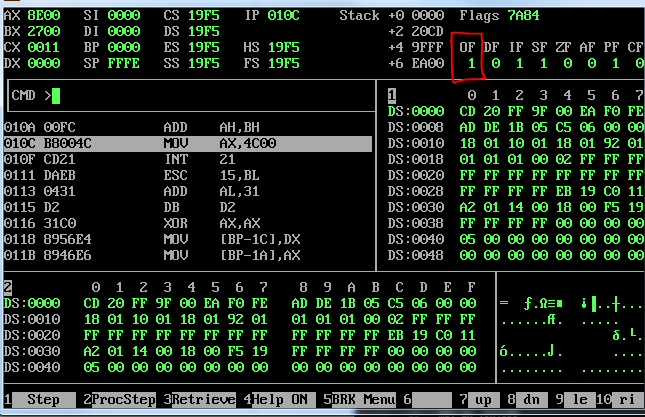 AX 8E00 SI 0000 CS 19F5 IP 010C Stack +0 0000 Flags 7A84
BX 2700 DI 0000 DS 19F5 +2 20CD
CX 0011 BP 0000 ES 19F5 HS 19F5 +4 9FFF OF DF IF SF ZF AF PF CF
DX 0000 SP FFFE SS 19F5 FS 19F5 +6 EA00 1 0 1 1 0 0 1 0
CMD >
1 0 1 2 3 4 5 6 7
DS:0000 CD 20 FF 9F 00 EA F0 FE
010A 00FC ADD AH,BH DS:0008 AD DE 1B 05 C5 06 00 00
010C B8004C MOV AX,4C00 DS:0010 18 01 10 01 18 01 92 01
010F CD21 INT 21 DS:0018 01 01 01 00 02 FF FF FF
0111 DAEB ESC 15,BL DS:0020 FF FF FF FF FF FF FF FF
0113 0431 ADD AL,31 DS:0028 FF FF FF FF EB 19 C0 11
0115 D2 DB D2 DS:0030 A2 01 14 00 18 00 F5 19
0116 31C0 XOR AX,AX DS:0038 FF FF FF FF 00 00 00 00
0118 8956E4 MOV [BP-1C],DX DS:0040 05 00 00 00 00 00 00 00
011B 8946E6 MOV [BP-1A],AX DS:0048 00 00 00 00 00 00 00 00
2 0 1 2 3 4 5 6 7 8 9 A B C D E F
DS:0000 CD 20 FF 9F 00 EA F0 FE AD DE 1B 05 C5 06 00 00 = ƒ.Ω≡■ ¡▐..┼...
DS:0010 18 01 10 01 18 01 92 01 01 01 01 00 02 FF FF FF ......Æ.
DS:0020 FF FF FF FF FF FF FF FF FF FF FF FF EB 19 C0 11 δ.└.
DS:0030 A2 01 14 00 18 00 F5 19 FF FF FF FF 00 00 00 00 ó.....⌡.
DS:0040 05 00 00 00 00 00 00 00 00 00 00 00 00 00 00 00 ................
1 Step 2ProcStep 3Retrieve 4Help ON 5BRK Menu 6 7 up 8 dn 9 le 10 ri